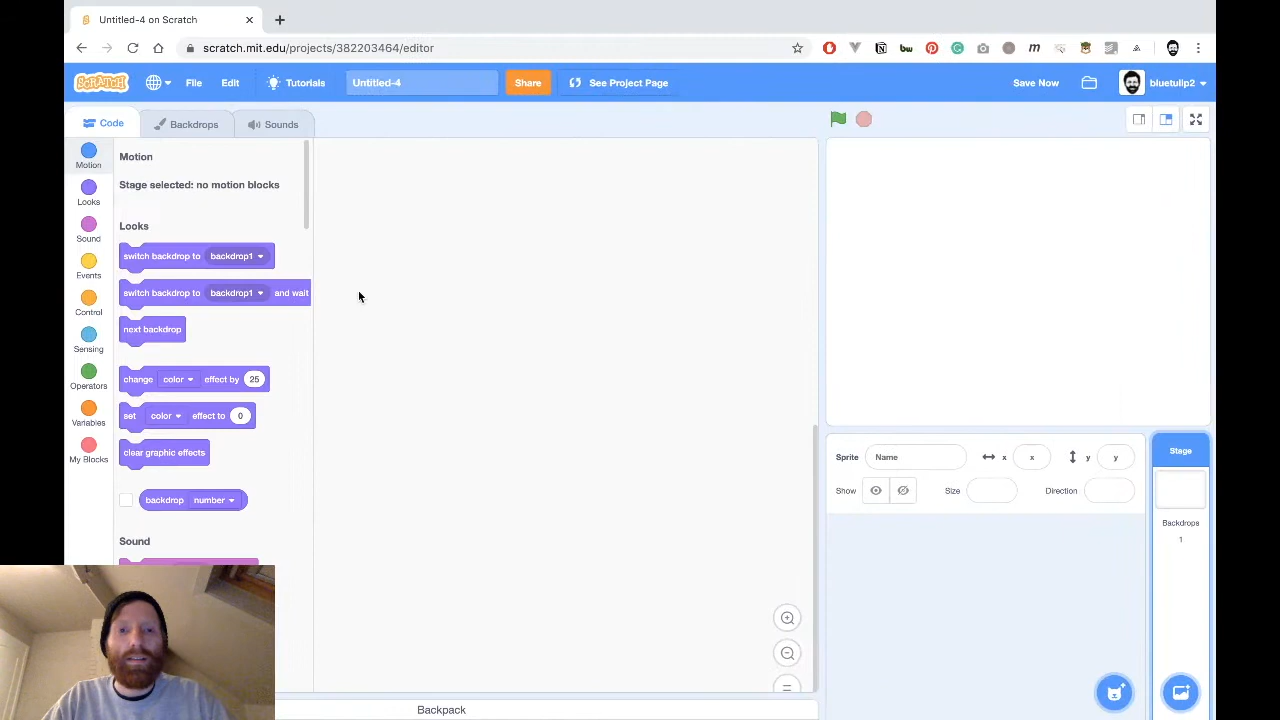 Untitled-4 on Scratch
scratch.mit.edu/projects/382203464/editor
SCRATCH
File
Edit
Tutorials
Untitled-4
Share
See Project Page
Save Now
bluetulip2
Code
Backdrops
Sounds
Motion
Looks
Sound
Events
Control
Sensing
Operators
Variables
My Blocks
Motion
Stage selected: no motion blocks
Looks
switch backdrop to backdrop1
switch backdrop to backdrop1 and wait
next backdrop
change color effect by 25
set color effect to 0
clear graphic effects
backdrop number
Sound
Sprite Name x x y y
Show Size Direction
Stage
Backdrops
1
Backpack